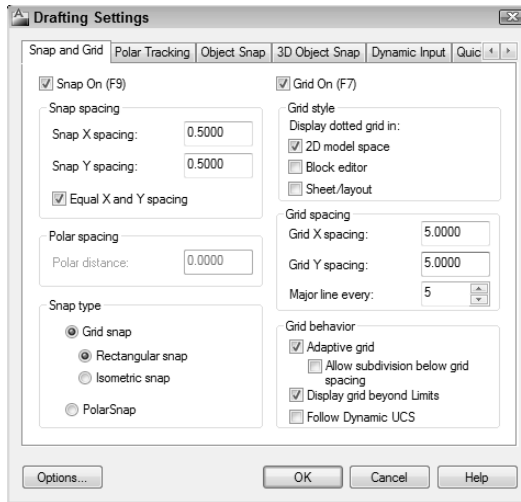 Drafting Settings
Snap and Grid
Polar Tracking
Object Snap
3D Object Snap
Dynamic Input
Quic
Snap On (F9)
Snap spacing
Snap X spacing: 0.5000
Snap Y spacing: 0.5000
Equal X and Y spacing
Polar spacing
Polar distance: 0.0000
Snap type
Grid snap
Rectangular snap
Isometric snap
PolarSnap
Grid On (F7)
Grid style
Display dotted grid in:
2D model space
Block editor
Sheet/layout
Grid spacing
Grid X spacing: 5.0000
Grid Y spacing: 5.0000
Major line every: 5
Grid behavior
Adaptive grid
Allow subdivision below grid
spacing
Display grid beyond Limits
Follow Dynamic UCS
Options...
OK
Cancel
Help